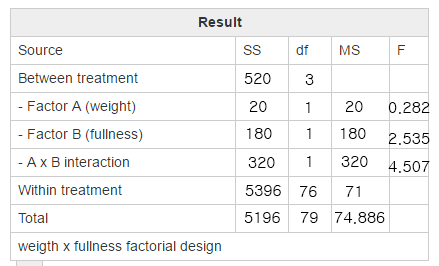 Result
Source SS df MS F
Between treatment 520 3
- Factor A (weight) 20 1 20 0.282
- Factor B (fullness) 180 1 180 2.535
- A x B interaction 320 1 320 4.507
Within treatment 5396 76 71
Total 5196 79 74.886
weigth x fullness factorial design